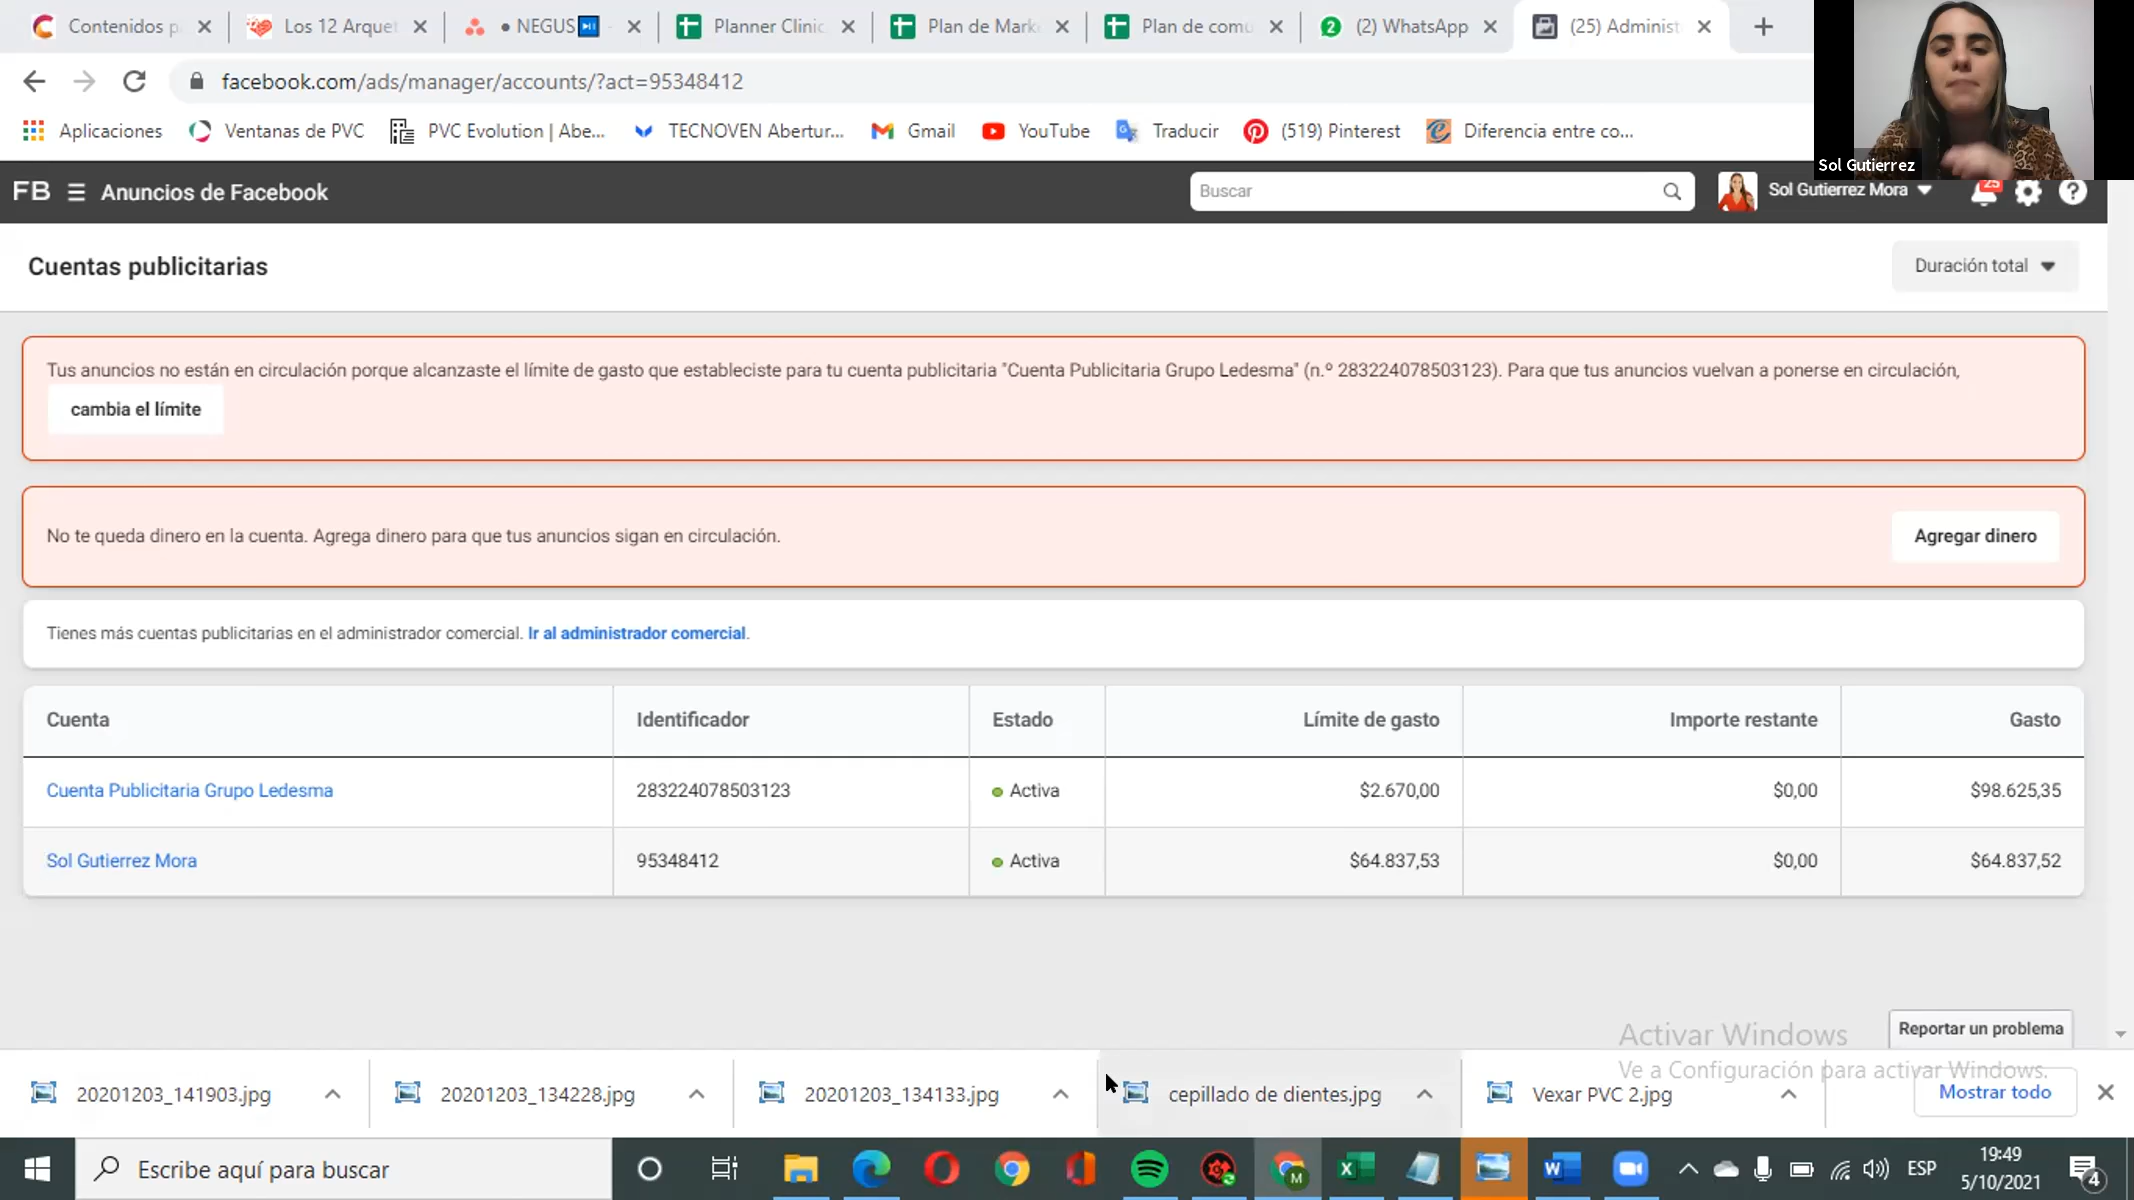 Contenidos p
Los 12 Arquet
● NEGUS
Planner Clinic
Plan de Mark
Plan de comu
(2) WhatsApp
(25) Administ
facebook.com/ads/manager/accounts/?act=95348412
Aplicaciones
Ventanas de PVC
PVC Evolution | Abe...
TECNOVEN Abertur...
Gmail
YouTube
Traducir
(519) Pinterest
Diferencia entre co...
Sol Gutierrez
FB
Anuncios de Facebook
Buscar
Sol Gutierrez Mora
25
Cuentas publicitarias
Duración total
Tus anuncios no están en circulación porque alcanzaste el límite de gasto que estableciste para tu cuenta publicitaria "Cuenta Publicitaria Grupo Ledesma" (n.º 283224078503123). Para que tus anuncios vuelvan a ponerse en circulación,
cambia el límite
No te queda dinero en la cuenta. Agrega dinero para que tus anuncios sigan en circulación.
Agregar dinero
Tienes más cuentas publicitarias en el administrador comercial. Ir al administrador comercial.
Cuenta Identificador Estado Límite de gasto Importe restante Gasto
Cuenta Publicitaria Grupo Ledesma 283224078503123 Activa $2.670,00 $0,00 $98.625,35
Sol Gutierrez Mora 95348412 Activa $64.837,53 $0,00 $64.837,52
Activar Windows
Ve a Configuración para activar Windows.
Reportar un problema
20201203_141903.jpg
20201203_134228.jpg
20201203_134133.jpg
cepillado de dientes.jpg
Vexar PVC 2.jpg
Mostrar todo
Escribe aquí para buscar
ESP
19:49
5/10/2021
4